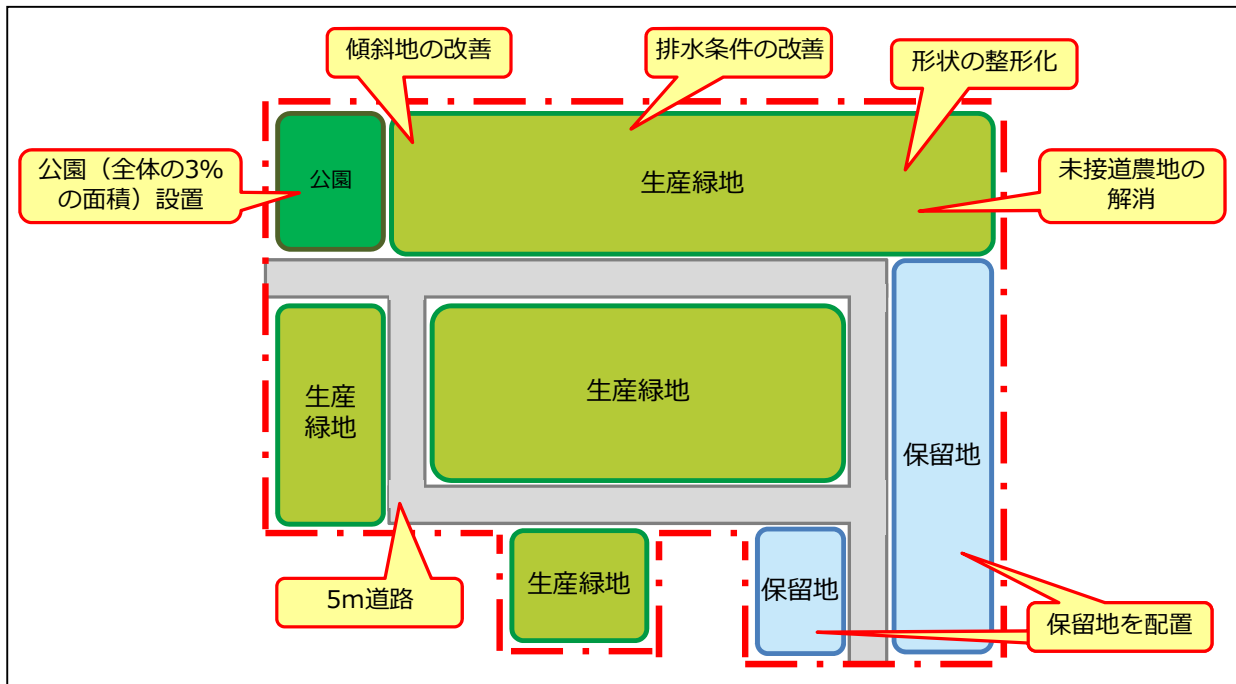 傾斜地の改善
排水条件の改善
形状の整形化
公園（全体の3%
の面積）設置
公園
生産緑地
未接道農地の
解消
生産
緑地
生産緑地
保留地
5m道路
生産緑地
保留地
保留地を配置